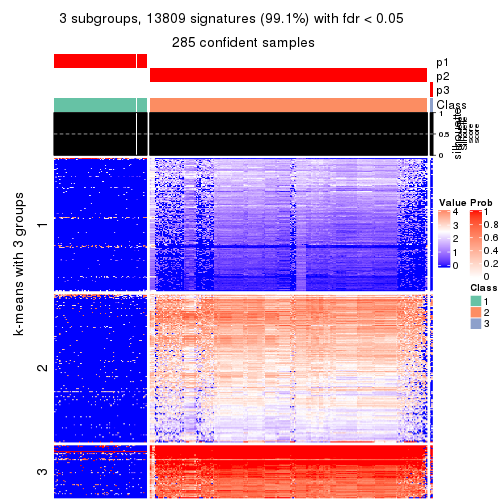 3 subgroups, 13809 signatures (99.1%) with fdr < 0.05
285 confident samples
p1
p2
p3
Class
1
0.5
0
silhouette
k-means with 3 groups
1
2
3
Value
4
3
2
1
0
Prob
1
0.8
0.6
0.4
0.2
0
Class
1
2
3